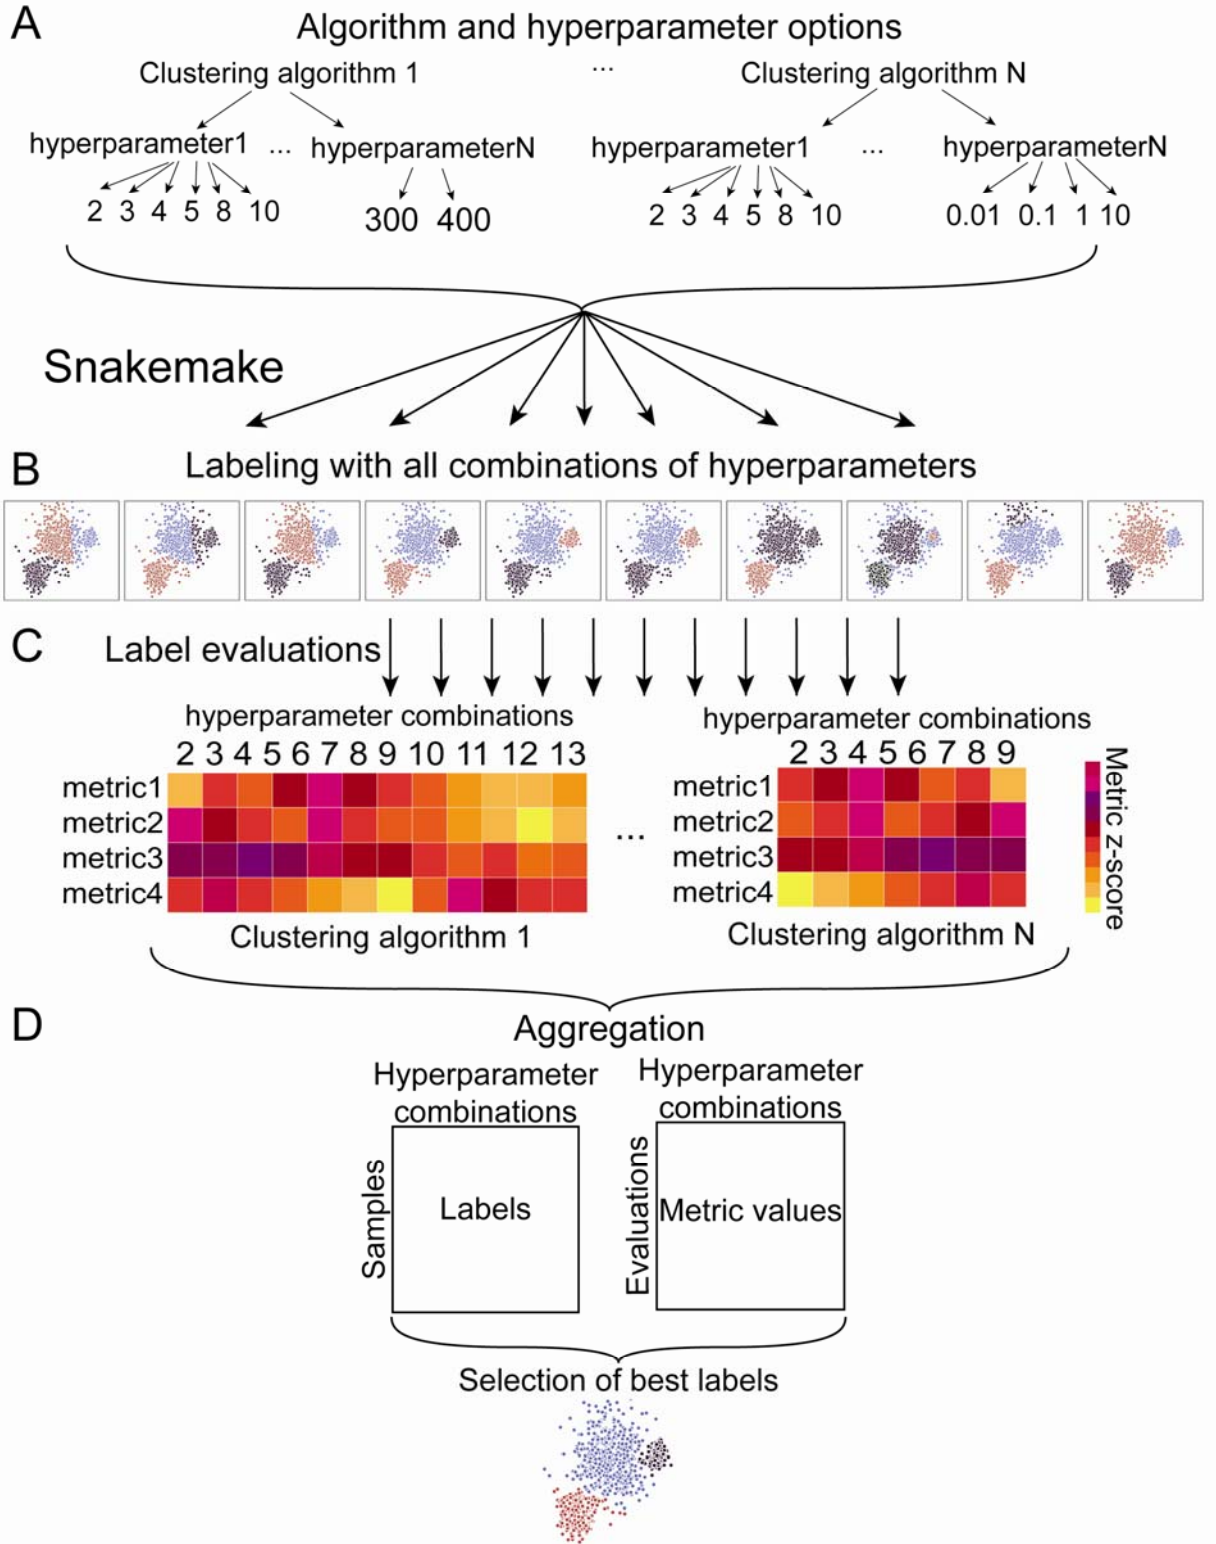 A
Algorithm and hyperparameter options
Clustering algorithm 1 ... Clustering algorithm N
hyperparameter1 ... hyperparameterN hyperparameter1 ... hyperparameterN
2 3 4 5 8 10 300 400 2 3 4 5 8 10 0.01 0.1 1 10
Snakemake
B
Labeling with all combinations of hyperparameters
C
Label evaluations
hyperparameter combinations hyperparameter combinations
2 3 4 5 6 7 8 9 10 11 12 13 2 3 4 5 6 7 8 9
metric1 metric1
metric2 metric2
... 
metric3 metric3
metric4 metric4
Metric z-score
Clustering algorithm 1 Clustering algorithm N
D
Aggregation
Hyperparameter
combinations
Samples
Labels
Hyperparameter
combinations
Evaluations
Metric values
Selection of best labels